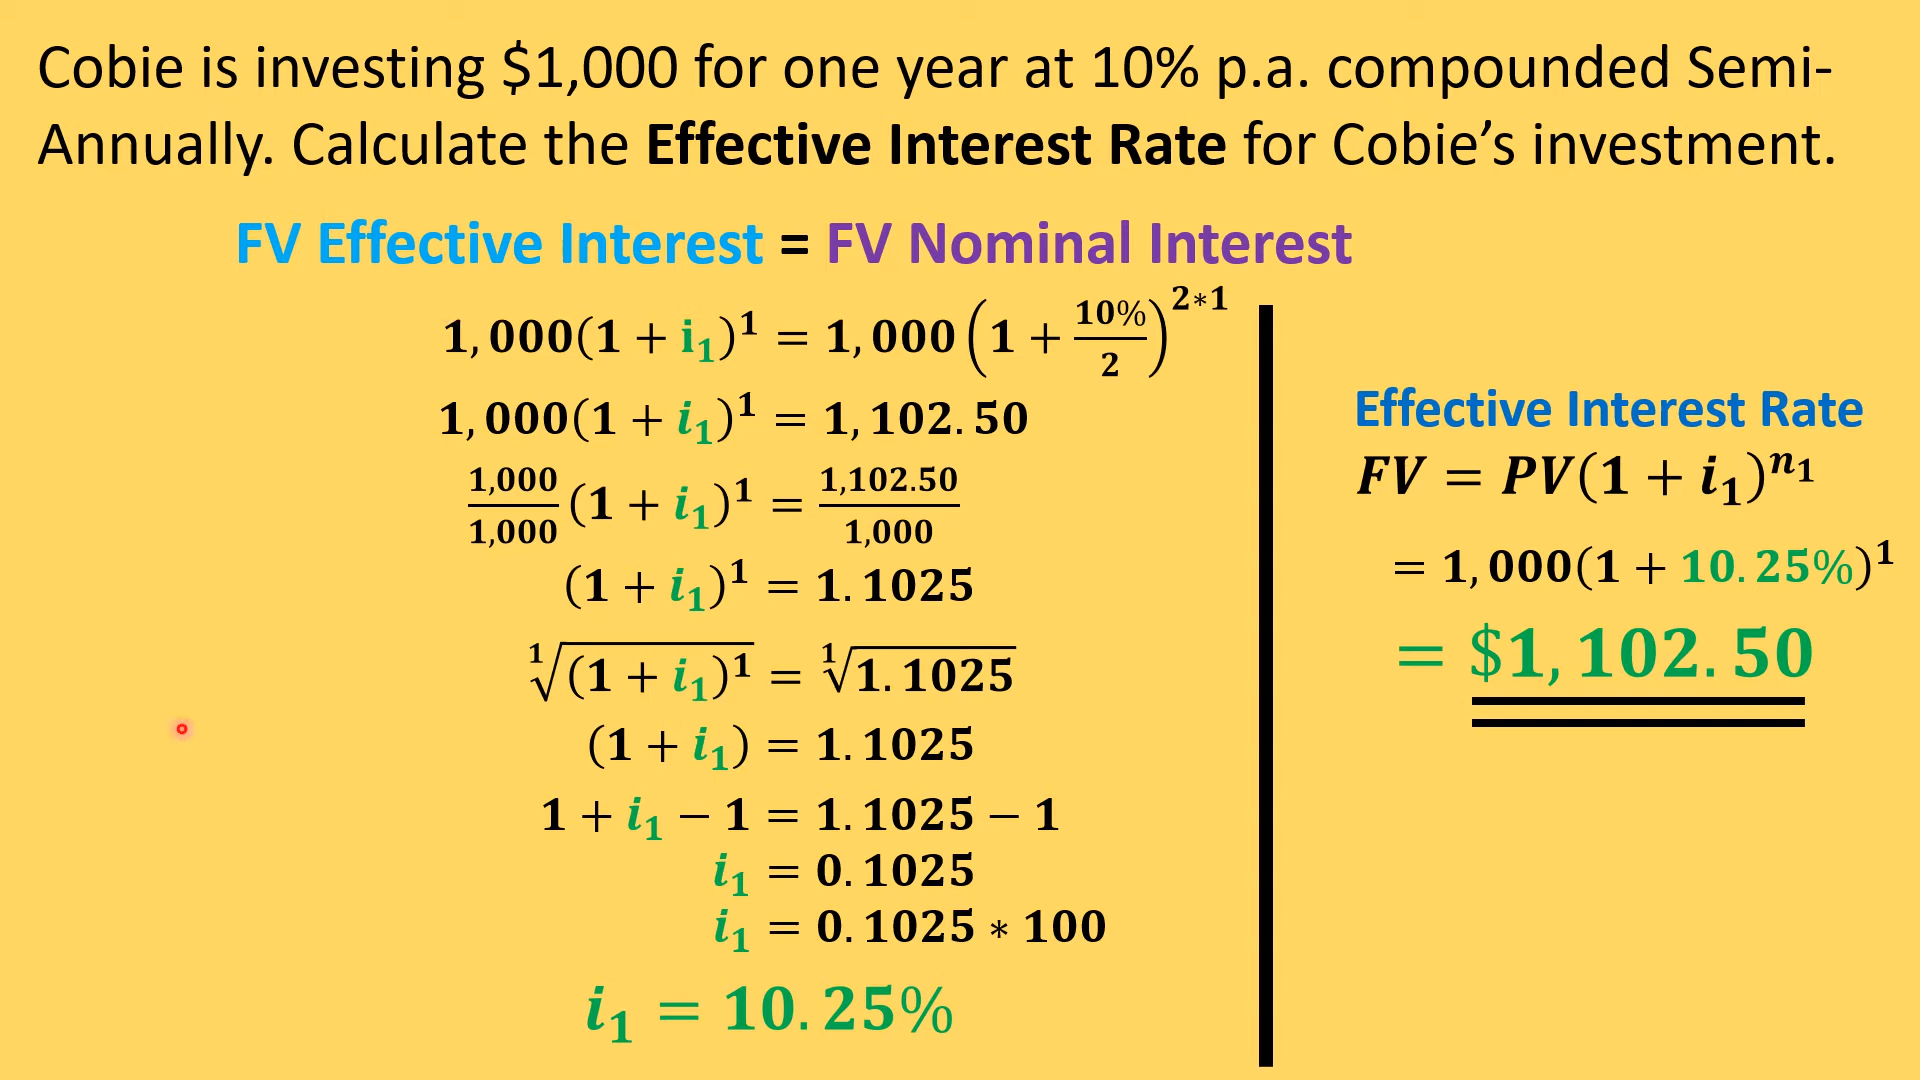 Cobie is investing $1,000 for one year at 10% p.a. compounded Semi-
Annually. Calculate the Effective Interest Rate for Cobie’s investment.
FV Effective Interest = FV Nominal Interest
1,000(1 + i₁)¹ = 1,000(1 + 10%/2)²*¹
1,000(1 + i₁)¹ = 1,102.50
1,000/1,000 (1 + i₁)¹ = 1,102.50/1,000
(1 + i₁)¹ = 1.1025
¹√(1 + i₁)¹ = ¹√1.1025
(1 + i₁) = 1.1025
1 + i₁ − 1 = 1.1025 − 1
i₁ = 0.1025
i₁ = 0.1025 * 100
i₁ = 10.25%
Effective Interest Rate
FV = PV(1 + i₁)ⁿ¹
= 1,000(1 + 10.25%)¹
= $1,102.50